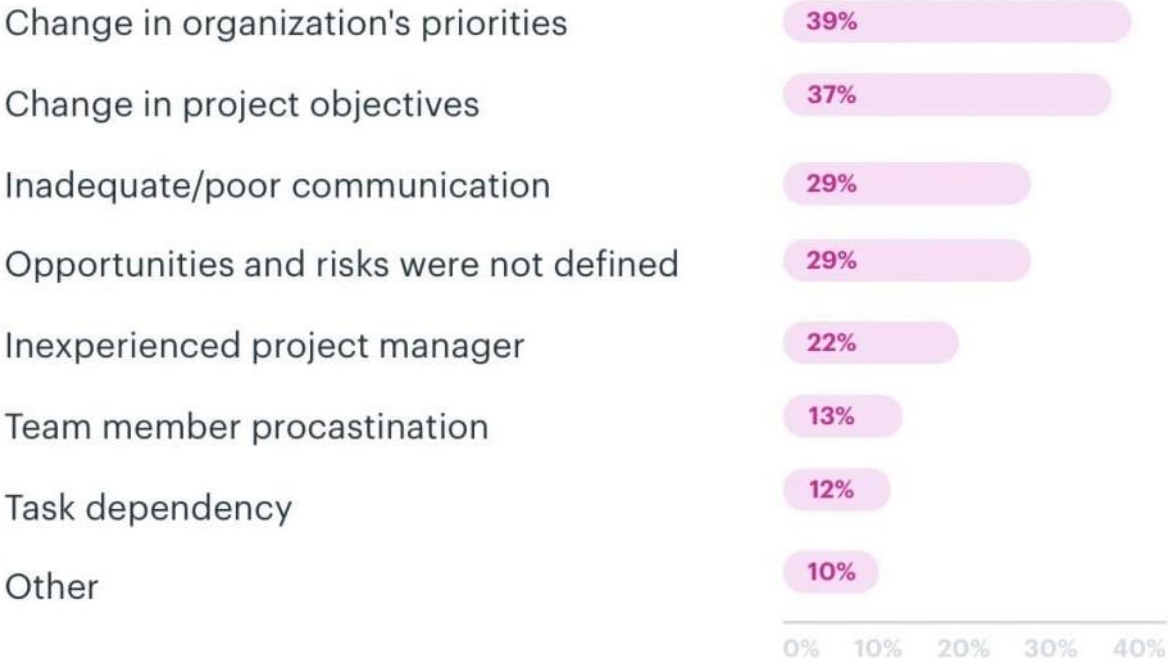 Change in organization's priorities 39%
Change in project objectives 37%
Inadequate/poor communication 29%
Opportunities and risks were not defined 29%
Inexperienced project manager 22%
Team member procastination 13%
Task dependency 12%
Other 10%
0% 10% 20% 30% 40%